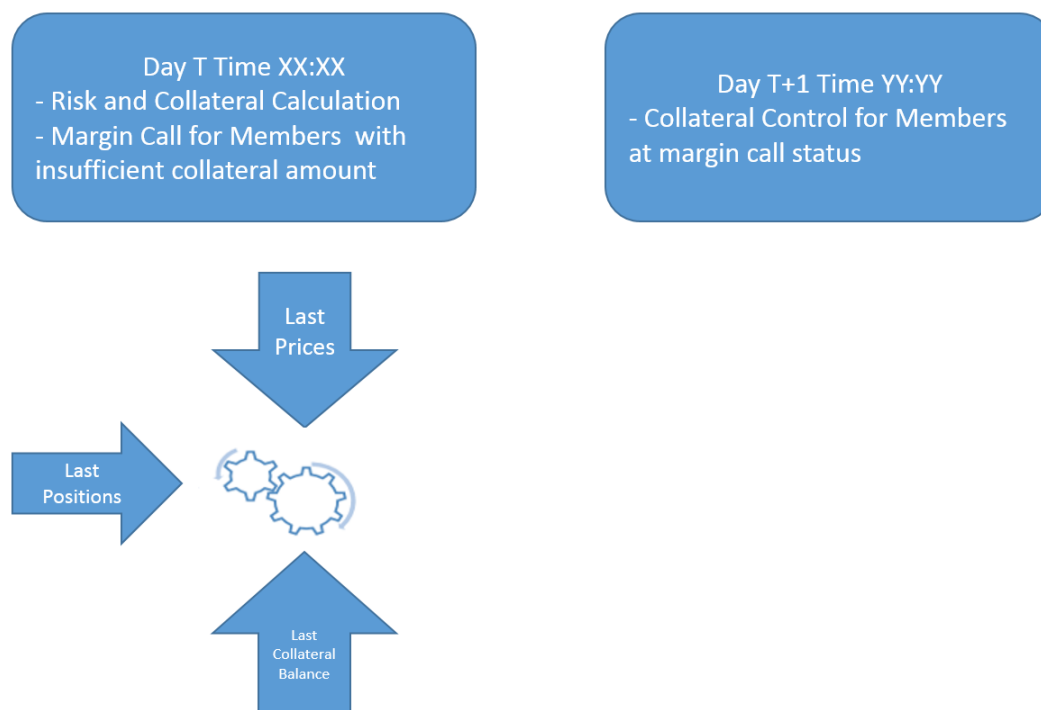 Day T Time XX:XX
- Risk and Collateral Calculation
- Margin Call for Members with
insufficient collateral amount
Day T+1 Time YY:YY
- Collateral Control for Members
at margin call status
Last
Prices
Last
Positions
Last
Collateral
Balance